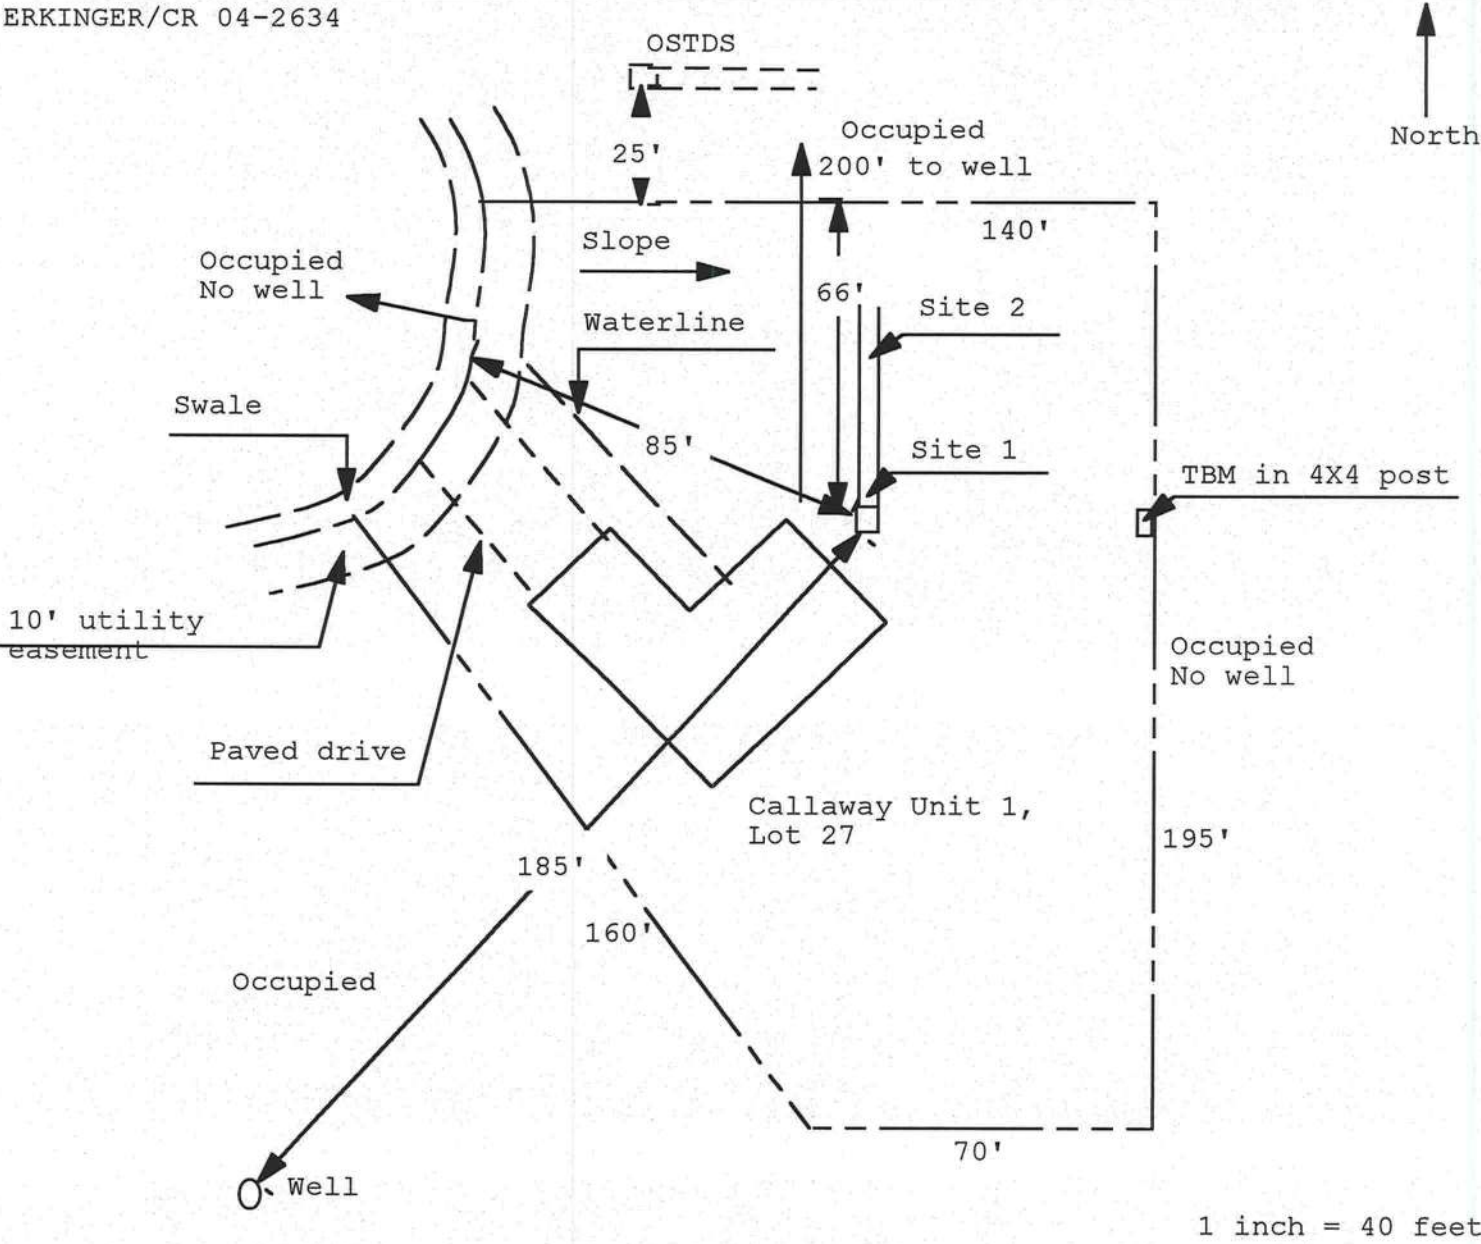 ERKINGER/CR 04-2634
OSTDS
North
25'
Occupied
200' to well
140'
Slope
Occupied
No well
66'
Site 2
Waterline
Swale
85'
Site 1
TBM in 4X4 post
10' utility
easement
Occupied
No well
Paved drive
Callaway Unit 1,
Lot 27
195'
185'
160'
Occupied
70'
Well
1 inch = 40 feet